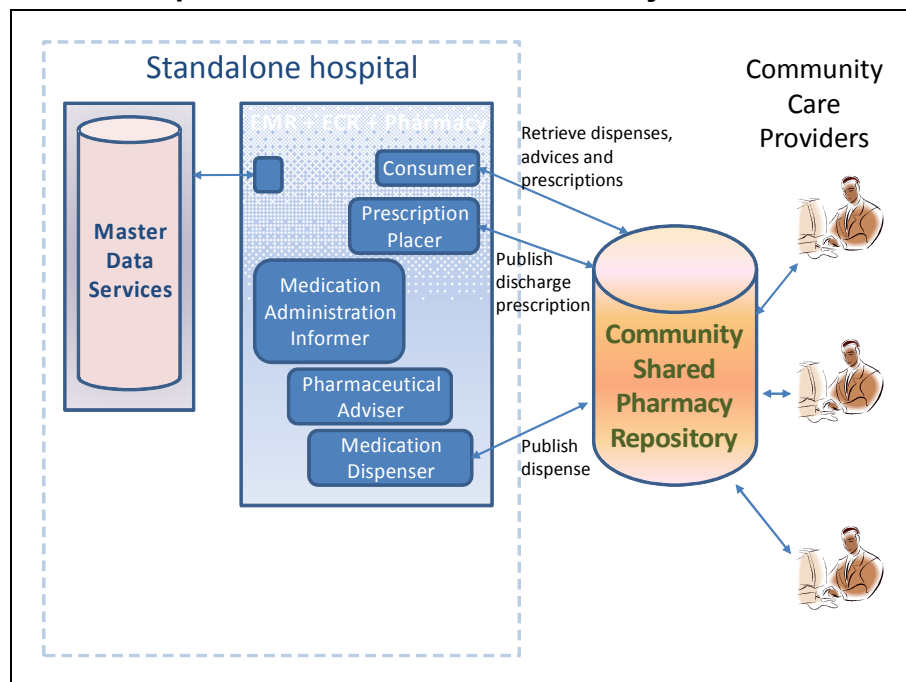 Standalone hospital
Community
Care
Providers
EMR + ECR + Pharmacy
Master
Data
Services
Consumer
Prescription
Placer
Medication
Administration
Informer
Pharmaceutical
Adviser
Medication
Dispenser
Retrieve dispenses,
advices and
prescriptions
Publish
discharge
prescription
Publish
dispense
Community
Shared
Pharmacy
Repository